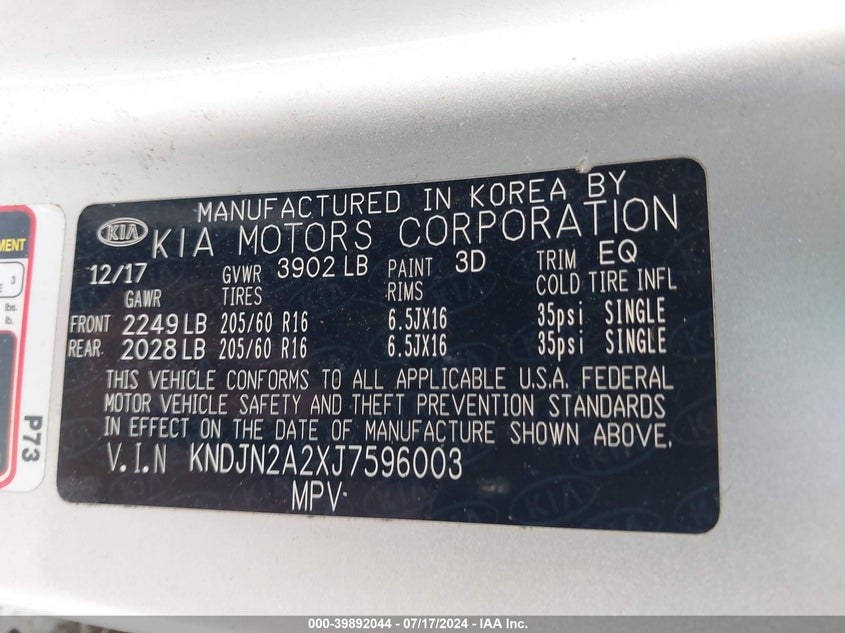 MANUFACTURED IN KOREA BY
KIA KIA MOTORS CORPORATION
12/17 GVWR 3902 LB PAINT 3D TRIM EQ
GAWR TIRES RIMS COLD TIRE INFL
FRONT 2249 LB 205/60 R16 6.5JX16 35psi SINGLE
REAR 2028 LB 205/60 R16 6.5JX16 35psi SINGLE
THIS VEHICLE CONFORMS TO ALL APPLICABLE U.S.A. FEDERAL
MOTOR VEHICLE SAFETY AND THEFT PREVENTION STANDARDS
IN EFFECT ON THE DATE OF MANUFACTURE SHOWN ABOVE.
V.I.N KNDJN2A2XJ7596003
MPV
3
lbs.
lb.
P73
000-39892044 - 07/17/2024 - IAA Inc.